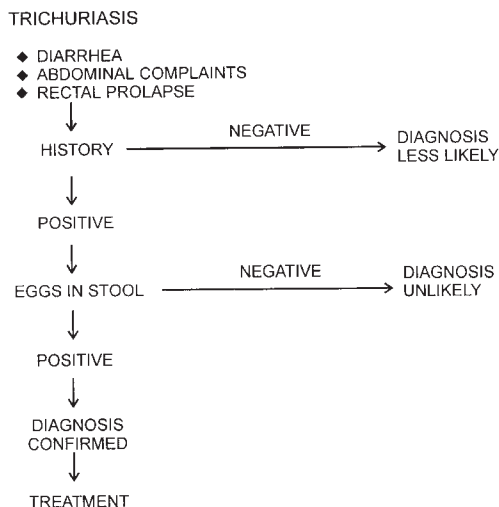 TRICHURIASIS
◆ DIARRHEA
◆ ABDOMINAL COMPLAINTS
◆ RECTAL PROLAPSE
HISTORY
NEGATIVE
DIAGNOSIS
LESS LIKELY
POSITIVE
EGGS IN STOOL
NEGATIVE
DIAGNOSIS
UNLIKELY
POSITIVE
DIAGNOSIS
CONFIRMED
TREATMENT